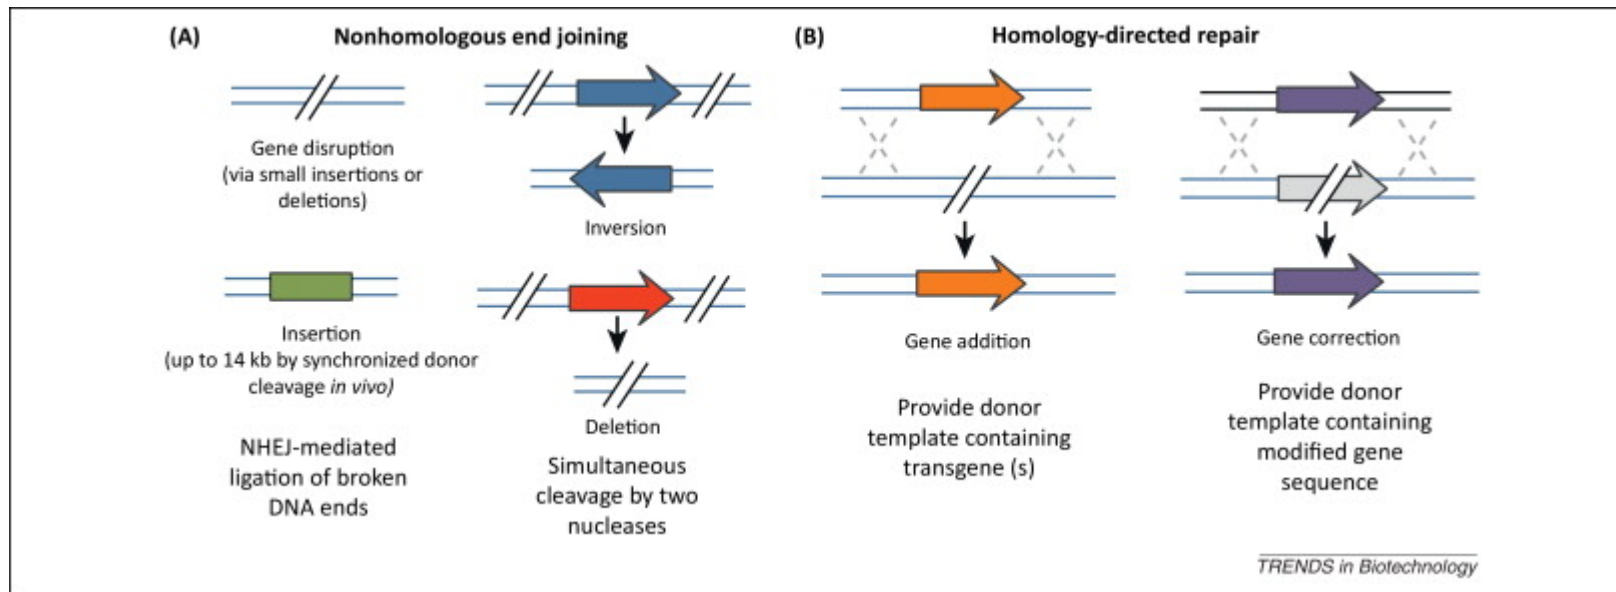 (A)
Nonhomologous end joining
Gene disruption
(via small insertions or
deletions)
Inversion
Insertion
(up to 14 kb by synchronized donor
cleavage in vivo)
NHEJ-mediated
ligation of broken
DNA ends
Deletion
Simultaneous
cleavage by two
nucleases
(B)
Homology-directed repair
Gene addition
Provide donor
template containing
transgene (s)
Gene correction
Provide donor
template containing
modified gene
sequence
TRENDS in Biotechnology